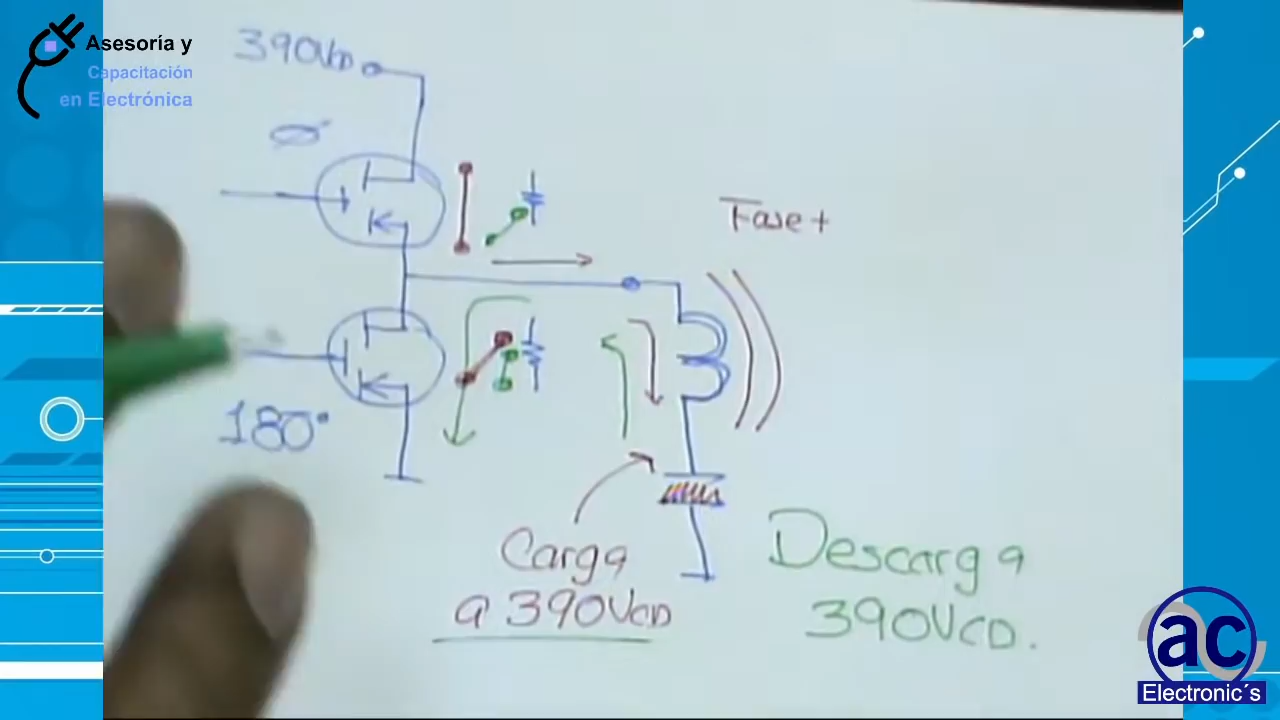 Asesoría y
Capacitación
en Electrónica
390VCD
0°
Fase+
180°
Carga
a 390VCD
Descarga
390VCD.
ac
Electronic´s